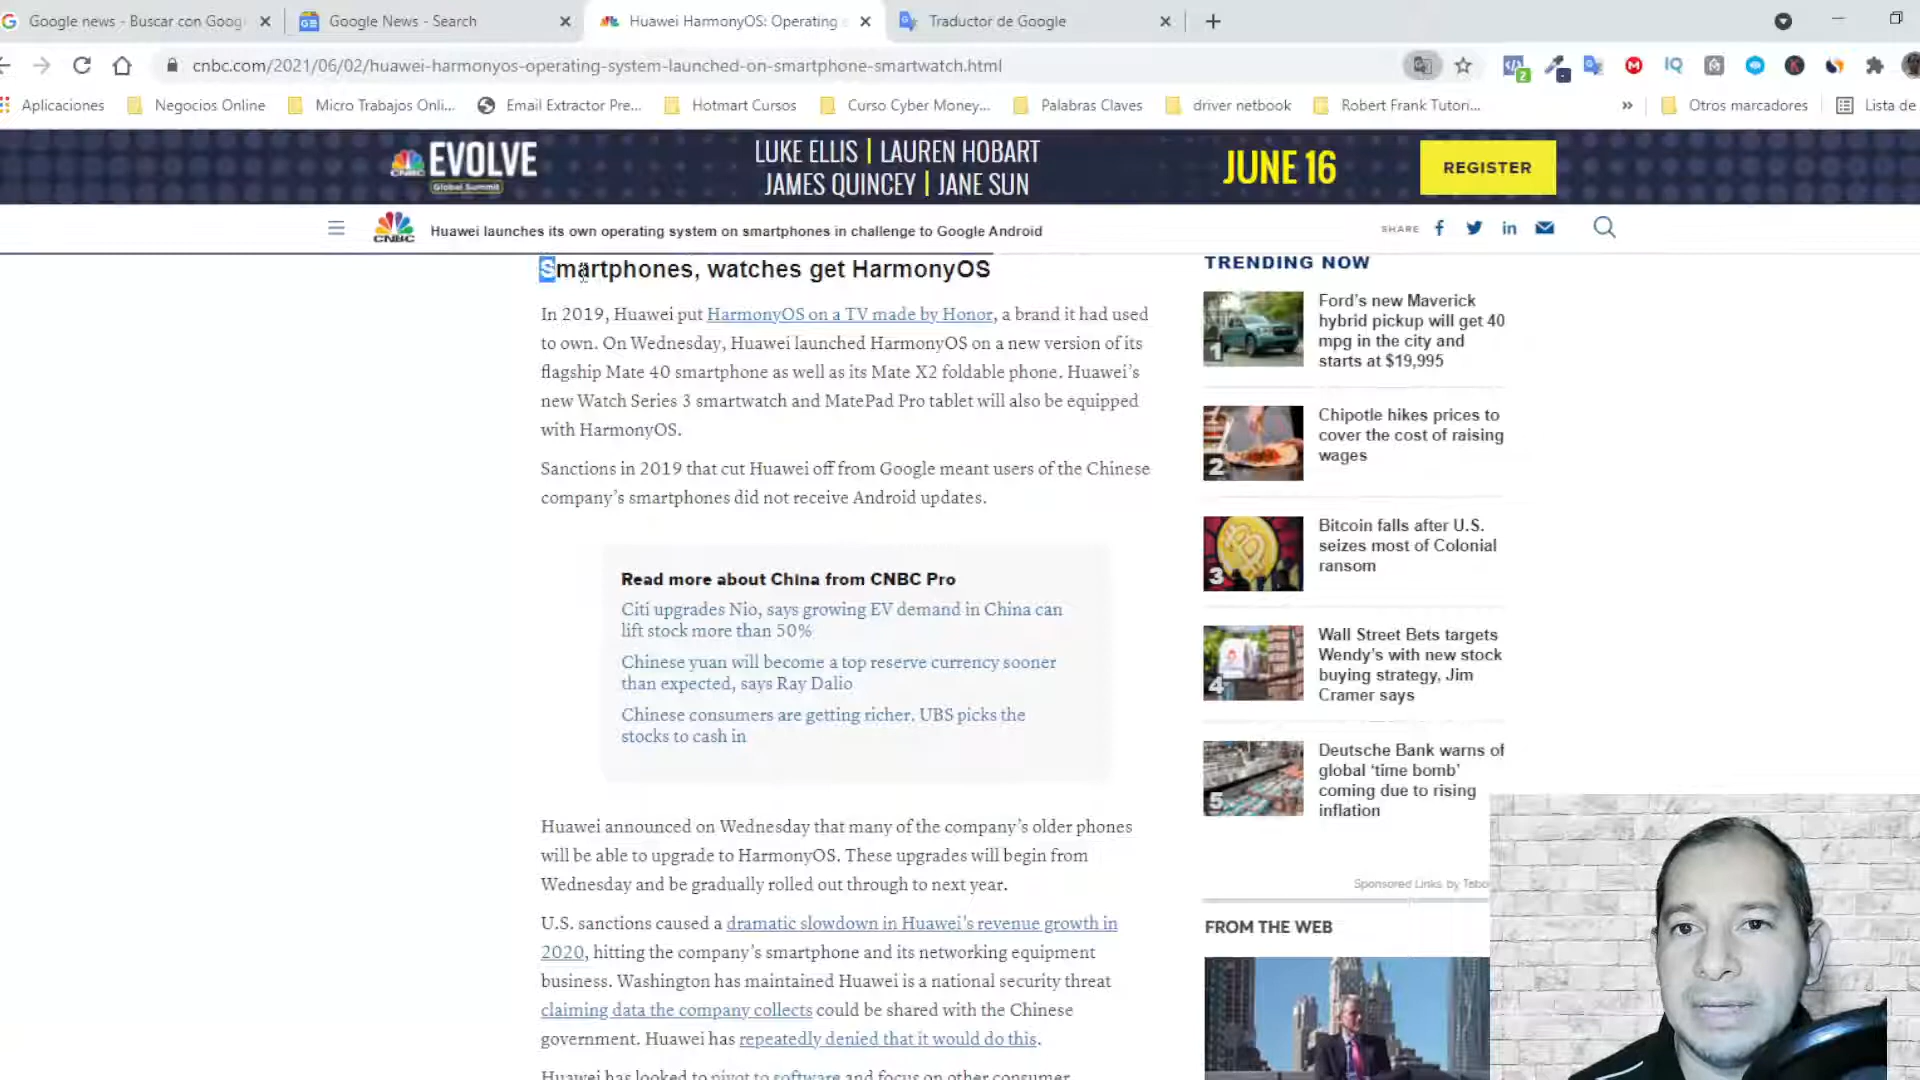 Google news - Buscar con Goog
Google News - Search
Huawei HarmonyOS: Operating
Traductor de Google
cnbc.com/2021/06/02/huawei-harmonyos-operating-system-launched-on-smartphone-smartwatch.html
Aplicaciones
Negocios Online
Micro Trabajos Onli...
Email Extractor Pre...
Hotmart Cursos
Curso Cyber Money...
Palabras Claves
driver netbook
Robert Frank Tutori...
»
Otros marcadores
Lista de
CNBC
EVOLVE
Global Summit
LUKE ELLIS | LAUREN HOBART
JAMES QUINCEY | JANE SUN
JUNE 16
REGISTER
CNBC
Huawei launches its own operating system on smartphones in challenge to Google Android
SHARE
Smartphones, watches get HarmonyOS
In 2019, Huawei put HarmonyOS on a TV made by Honor, a brand it had used
to own. On Wednesday, Huawei launched HarmonyOS on a new version of its
flagship Mate 40 smartphone as well as its Mate X2 foldable phone. Huawei’s
new Watch Series 3 smartwatch and MatePad Pro tablet will also be equipped
with HarmonyOS.
Sanctions in 2019 that cut Huawei off from Google meant users of the Chinese
company’s smartphones did not receive Android updates.
Read more about China from CNBC Pro
Citi upgrades Nio, says growing EV demand in China can
lift stock more than 50%
Chinese yuan will become a top reserve currency sooner
than expected, says Ray Dalio
Chinese consumers are getting richer. UBS picks the
stocks to cash in
Huawei announced on Wednesday that many of the company’s older phones
will be able to upgrade to HarmonyOS. These upgrades will begin from
Wednesday and be gradually rolled out through to next year.
U.S. sanctions caused a dramatic slowdown in Huawei’s revenue growth in
2020, hitting the company’s smartphone and its networking equipment
business. Washington has maintained Huawei is a national security threat
claiming data the company collects could be shared with the Chinese
government. Huawei has repeatedly denied that it would do this.
Huawei has looked to pivot to software and focus on other consumer
TRENDING NOW
1
Ford’s new Maverick
hybrid pickup will get 40
mpg in the city and
starts at $19,995
2
Chipotle hikes prices to
cover the cost of raising
wages
3
Bitcoin falls after U.S.
seizes most of Colonial
ransom
4
Wall Street Bets targets
Wendy’s with new stock
buying strategy, Jim
Cramer says
5
Deutsche Bank warns of
global ‘time bomb’
coming due to rising
inflation
Sponsored Links by Tabo
FROM THE WEB